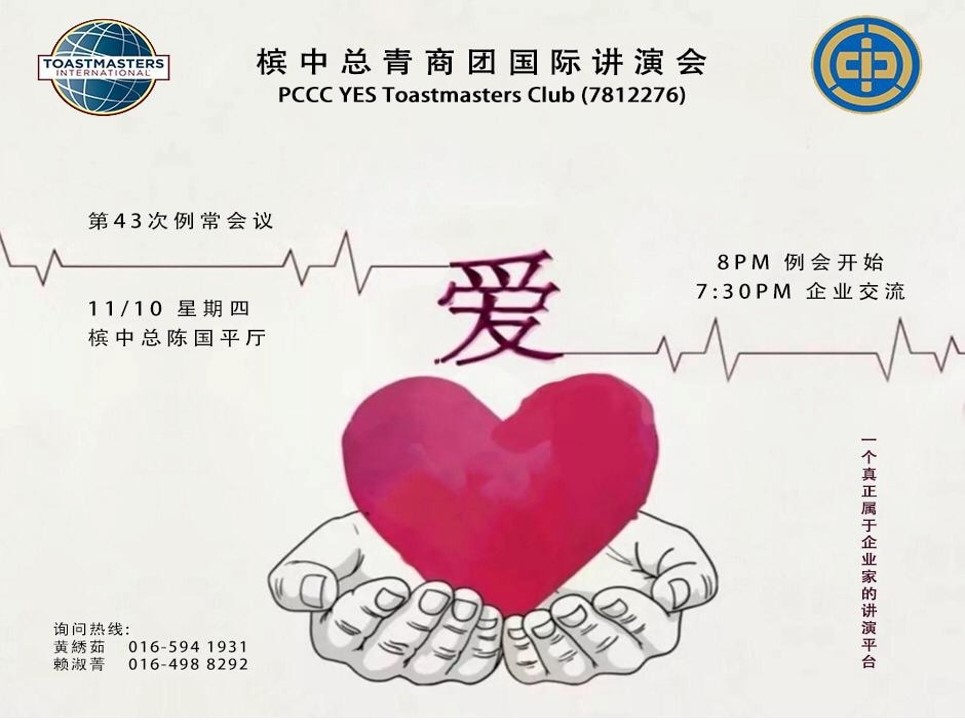 TOASTMASTERS
INTERNATIONAL
槟中总青商团国际讲演会
PCCC YES Toastmasters Club (7812276)
第43次例常会议
11/10 星期四
槟中总陈国平厅
爱
8PM 例会开始
7:30PM 企业交流
一个真正属于企业家的讲演平台
询问热线:
黄綉茹 016-594 1931
赖淑菁 016-498 8292